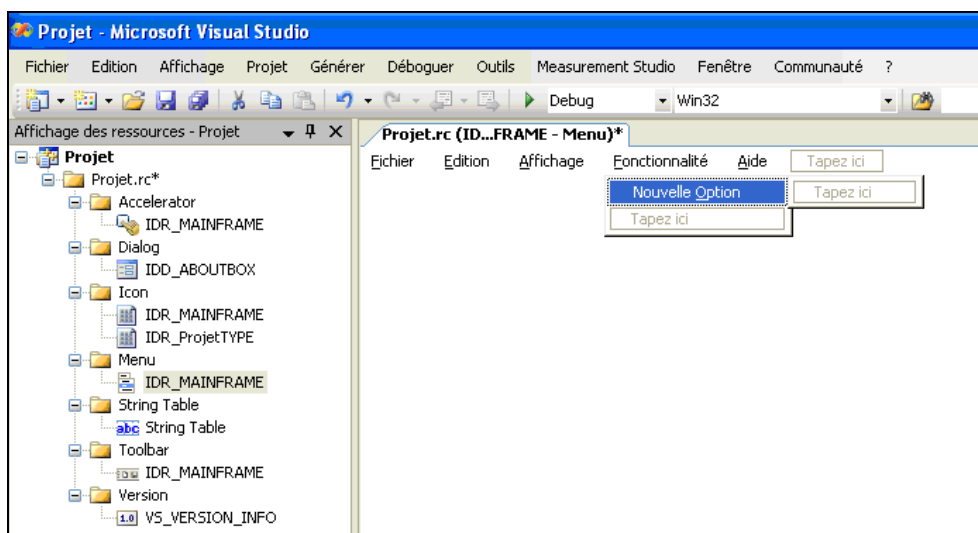 Projet - Microsoft Visual Studio
Fichier Edition Affichage Projet Générer Déboguer Outils Measurement Studio Fenêtre Communauté ?
Debug Win32
Affichage des ressources - Projet
Projet.rc (ID...FRAME - Menu)*
Projet
Fichier Edition Affichage Fonctionnalité Aide Tapez ici
Projet.rc*
Nouvelle Option Tapez ici
Accelerator
Tapez ici
IDR_MAINFRAME
Dialog
IDD_ABOUTBOX
Icon
IDR_MAINFRAME
IDR_ProjetTYPE
Menu
IDR_MAINFRAME
String Table
abc String Table
Toolbar
IDR_MAINFRAME
Version
1.0 VS_VERSION_INFO